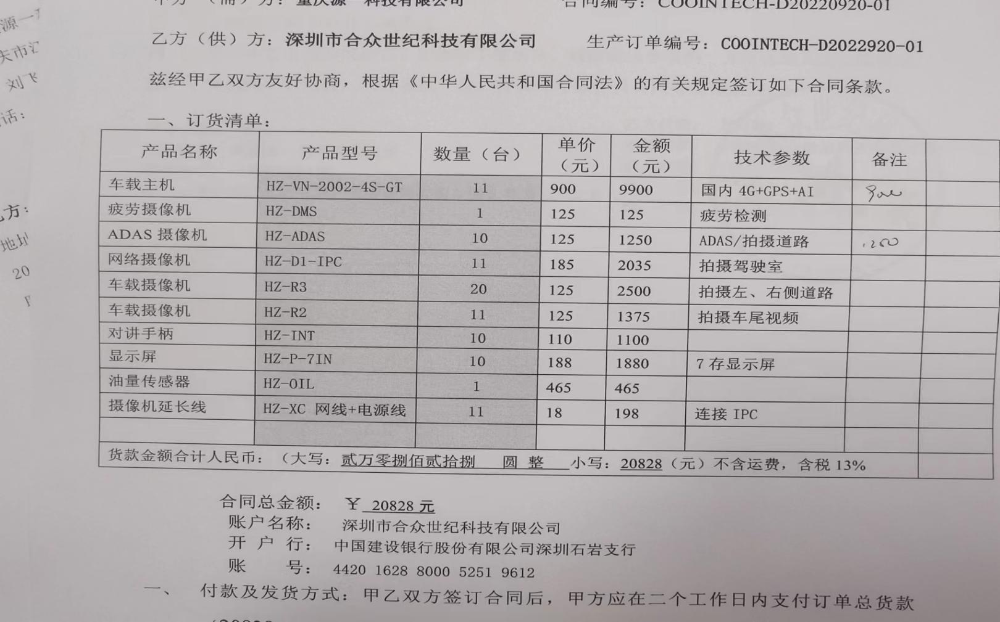 甲方（需）方：重庆源一科技有限公司 合同编号：COOINTECH-D20220920-01
乙方（供）方：深圳市合众世纪科技有限公司 生产订单编号：COOINTECH-D2022920-01
兹经甲乙双方友好协商，根据《中华人民共和国合同法》的有关规定签订如下合同条款。
一、订货清单：
产品名称 产品型号 数量（台） 单价（元） 金额（元） 技术参数 备注
车载主机 HZ-VN-2002-4S-GT 11 900 9900 国内 4G+GPS+AI
疲劳摄像机 HZ-DMS 1 125 125 疲劳检测
ADAS 摄像机 HZ-ADAS 10 125 1250 ADAS/拍摄道路
网络摄像机 HZ-D1-IPC 11 185 2035 拍摄驾驶室
车载摄像机 HZ-R3 20 125 2500 拍摄左、右侧道路
车载摄像机 HZ-R2 11 125 1375 拍摄车尾视频
对讲手柄 HZ-INT 10 110 1100
显示屏 HZ-P-7IN 10 188 1880 7 存显示屏
油量传感器 HZ-OIL 1 465 465
摄像机延长线 HZ-XC 网线+电源线 11 18 198 连接 IPC
货款金额合计人民币：（大写：贰万零捌佰贰拾捌 圆 整 小写：20828（元）不含运费，含税 13%
合同总金额： ￥ 20828 元
账户名称： 深圳市合众世纪科技有限公司
开 户 行： 中国建设银行股份有限公司深圳石岩支行
账 号： 4420 1628 8000 5251 9612
一、 付款及发货方式：甲乙双方签订合同后，甲方应在二个工作日内支付订单总货款
源一
天市
刘飞
话：
方：
地址
20